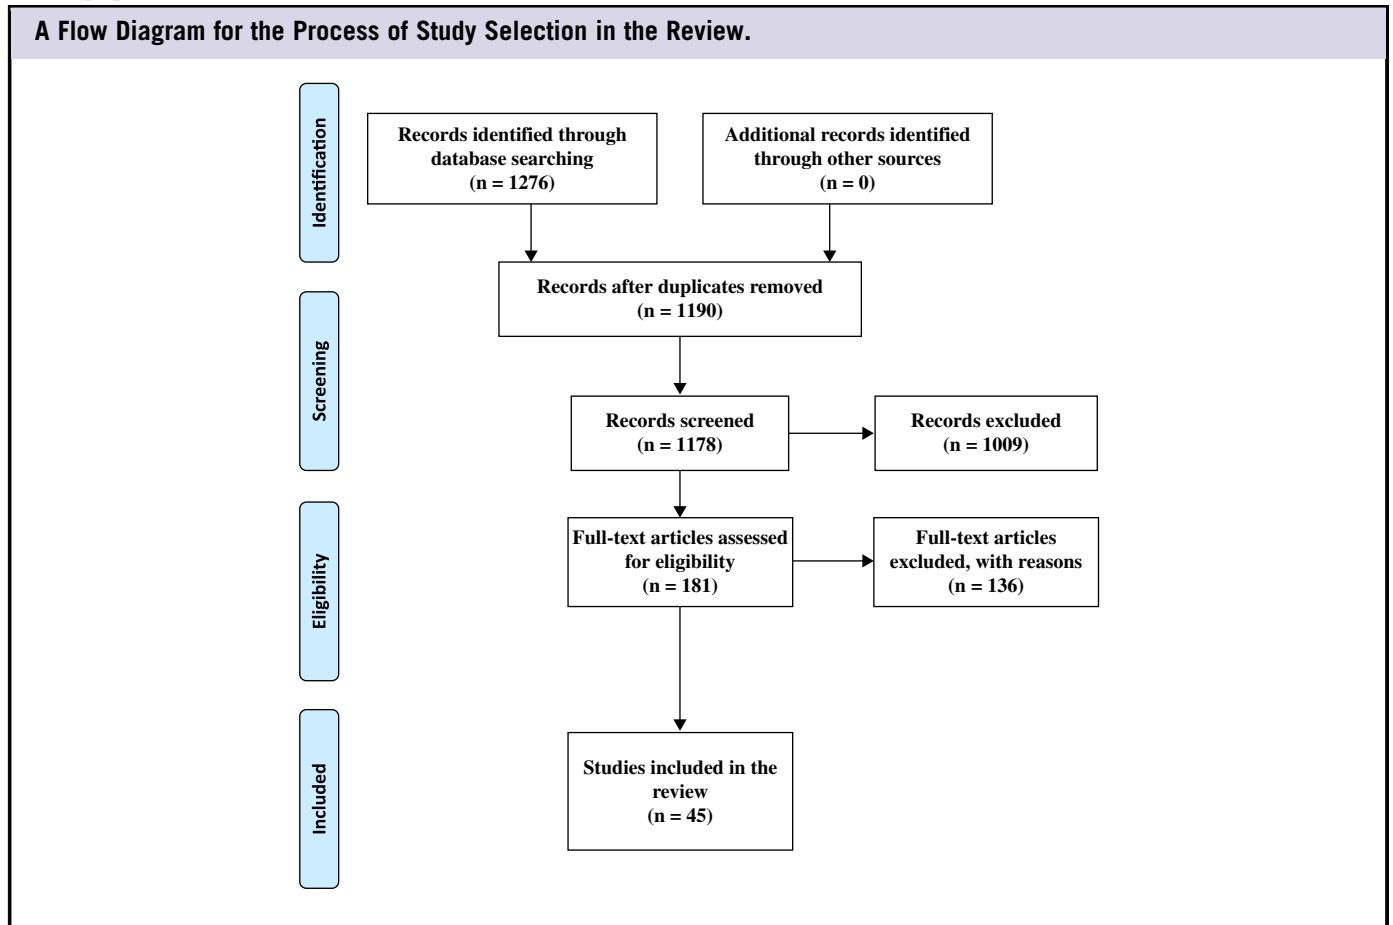 A Flow Diagram for the Process of Study Selection in the Review.
Identification
Records identified through
database searching
(n = 1276)
Additional records identified
through other sources
(n = 0)
Records after duplicates removed
(n = 1190)
Screening
Records screened
(n = 1178)
Records excluded
(n = 1009)
Eligibility
Full-text articles assessed
for eligibility
(n = 181)
Full-text articles
excluded, with reasons
(n = 136)
Included
Studies included in the
review
(n = 45)